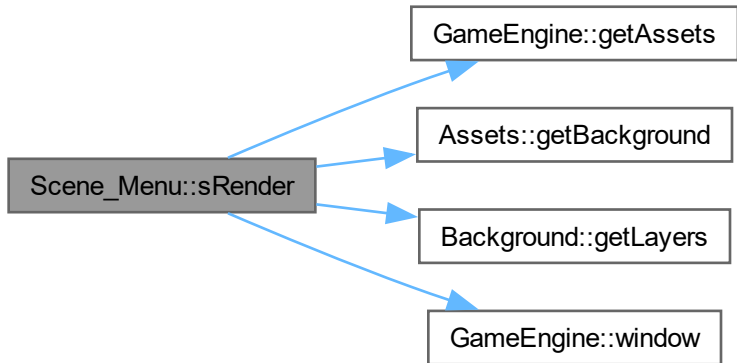 GameEngine::getAssets
Assets::getBackground
Scene_Menu::sRender
Background::getLayers
GameEngine::window